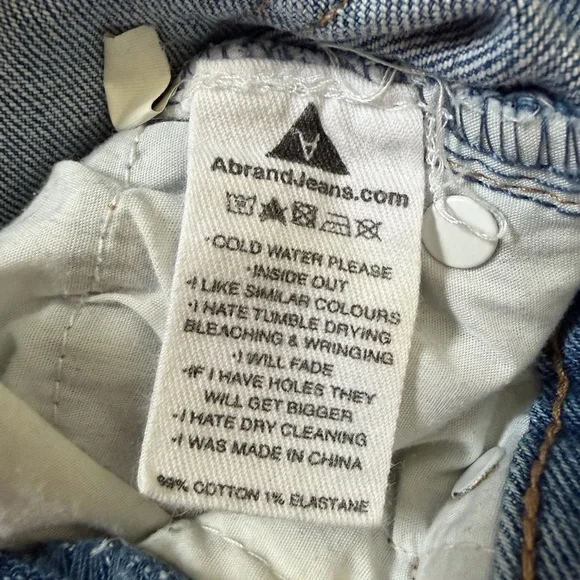 A
AbrandJeans.com
•COLD WATER PLEASE
•INSIDE OUT
•I LIKE SIMILAR COLOURS
•I HATE TUMBLE DRYING
BLEACHING & WRINGING
•I WILL FADE
•IF I HAVE HOLES THEY
WILL GET BIGGER
•I HATE DRY CLEANING
•I WAS MADE IN CHINA
99% COTTON 1% ELASTANE